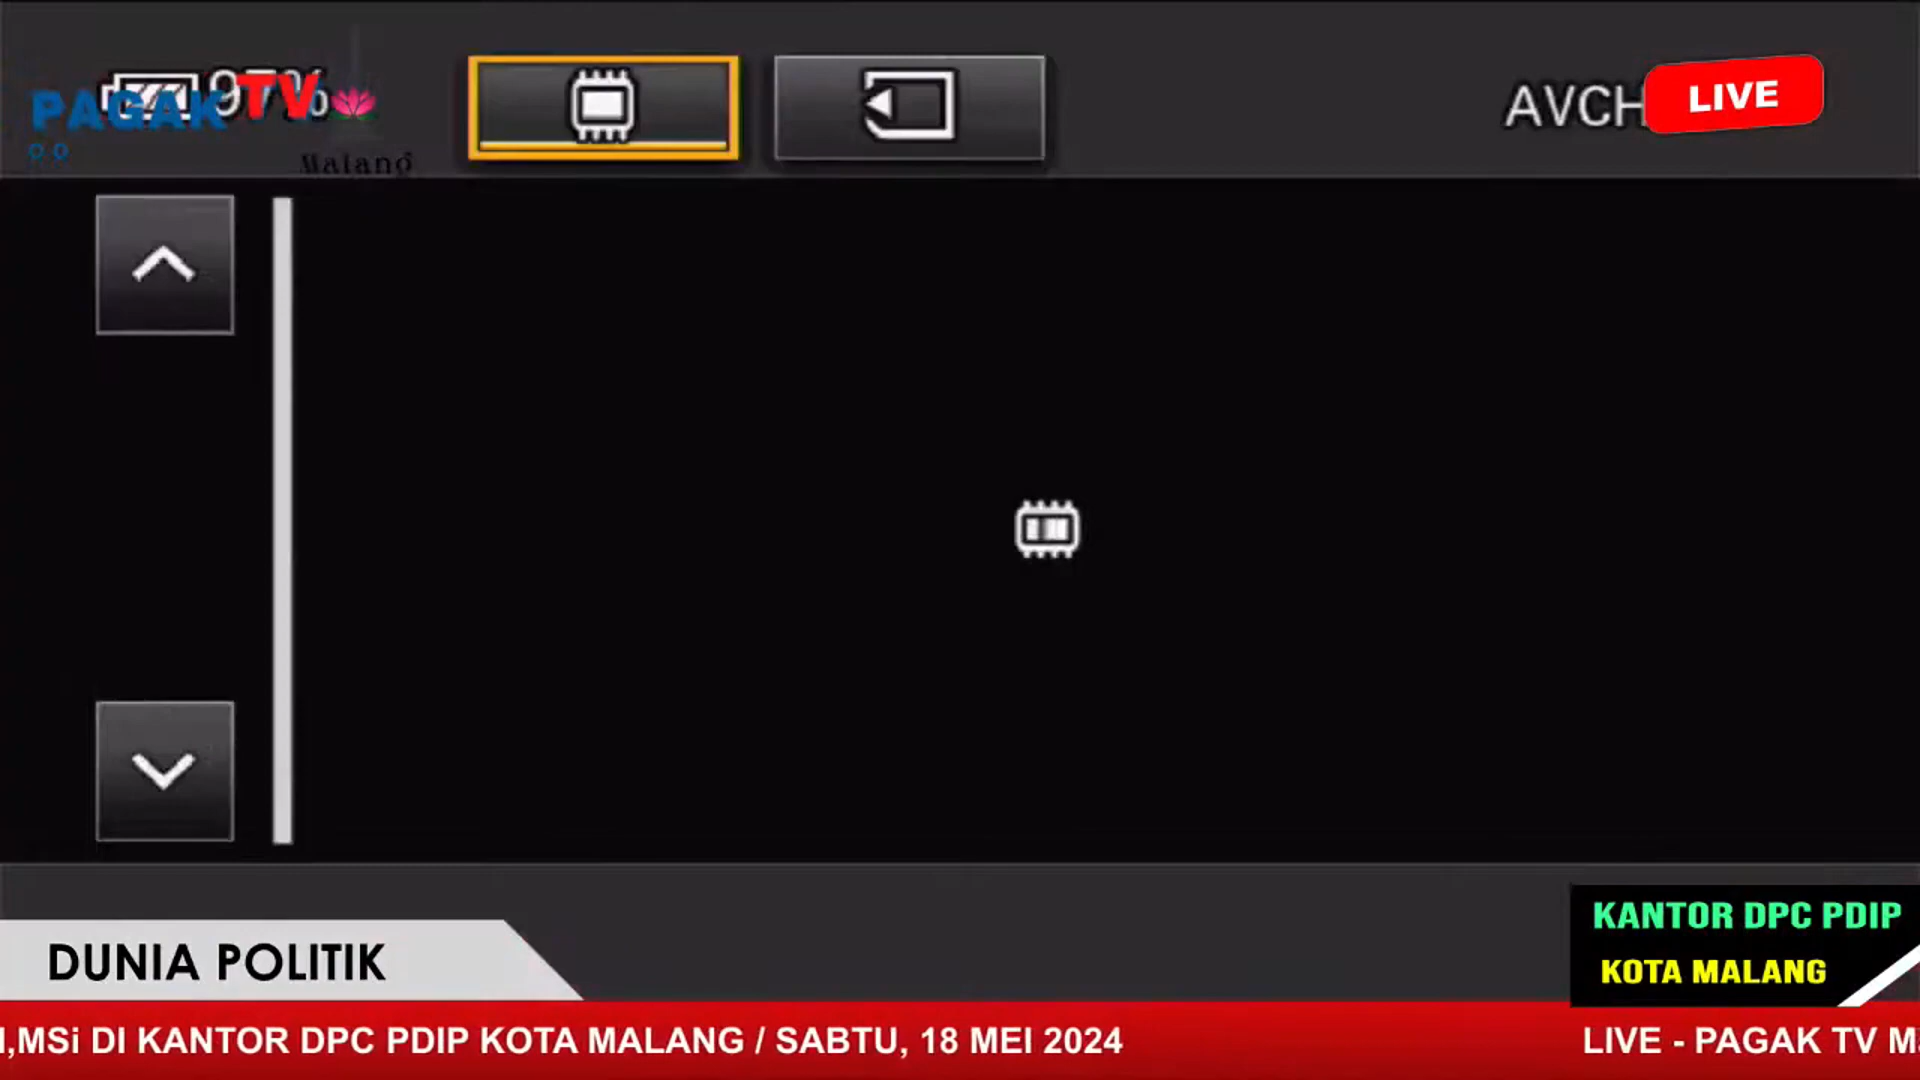 97%
PAGAK TV
Malang
AVCH
LIVE
KANTOR DPC PDIP
KOTA MALANG
DUNIA POLITIK
,MSi DI KANTOR DPC PDIP KOTA MALANG / SABTU, 18 MEI 2024
LIVE - PAGAK TV M